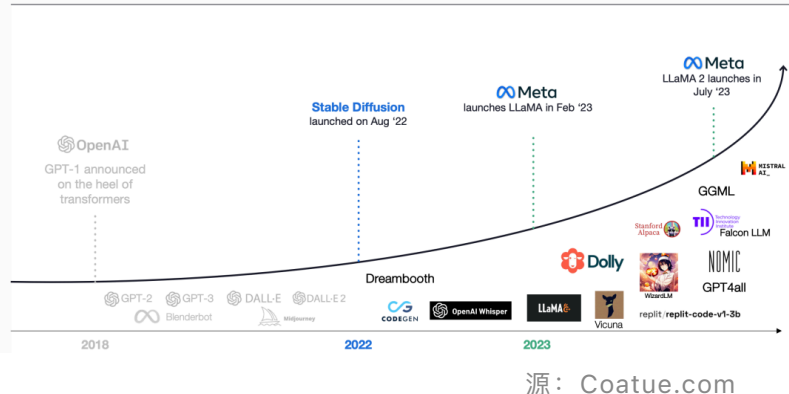 Meta
LLaMA 2 launches in
July ‘23
Meta
launches LLaMA in Feb ‘23
Stable Diffusion
launched on Aug ‘22
OpenAI
GPT-1 announced
on the heel of
transformers
MISTRAL
AI_
GGML
Stanford
Alpaca
TII
Technology
Innovation
Institute
Falcon LLM
Dolly
NOMIC
GPT4all
WizardLM
Dreambooth
GPT-2
GPT-3
DALL·E
DALL·E 2
Blenderbot
Midjourney
CODEGEN
OpenAI Whisper
LLaMA
Vicuna
replit/replit-code-v1-3b
2018
2022
2023
源：Coatue.com